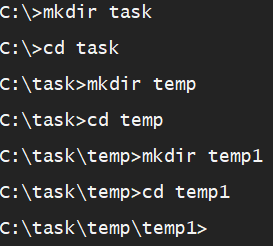 C:\>mkdir task
C:\>cd task
C:\task>mkdir temp
C:\task>cd temp
C:\task\temp>mkdir temp1
C:\task\temp>cd temp1
C:\task\temp\temp1>